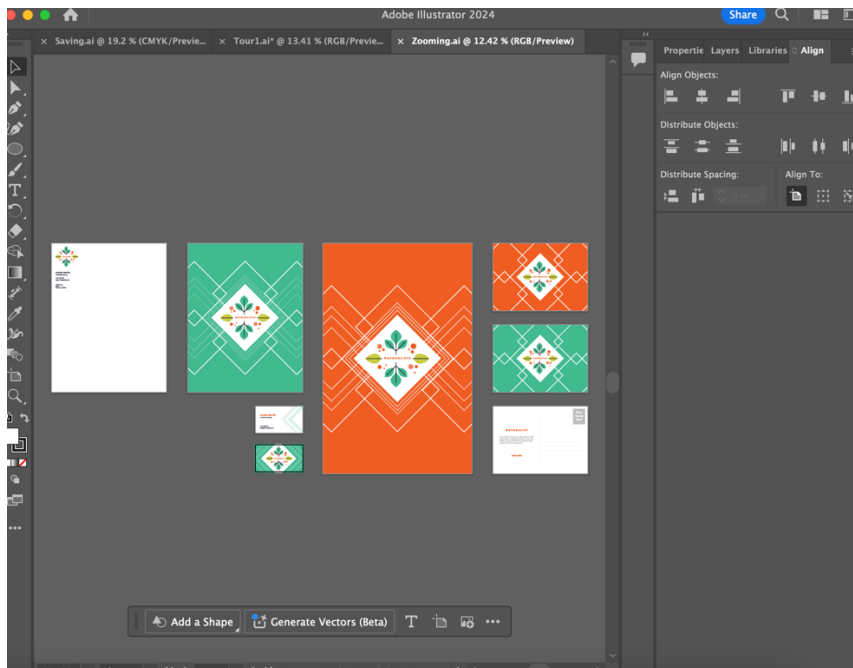 Adobe Illustrator 2024
Share
× Saving.ai @ 19.2 % (CMYK/Previe...
× Tour1.ai* @ 13.41 % (RGB/Previe...
× Zooming.ai @ 12.42 % (RGB/Preview)
Propertie Layers Libraries Align
Align Objects:
Distribute Objects:
Distribute Spacing:
Align To:
T
NATURALISTE
Add a Shape
Generate Vectors (Beta)
T